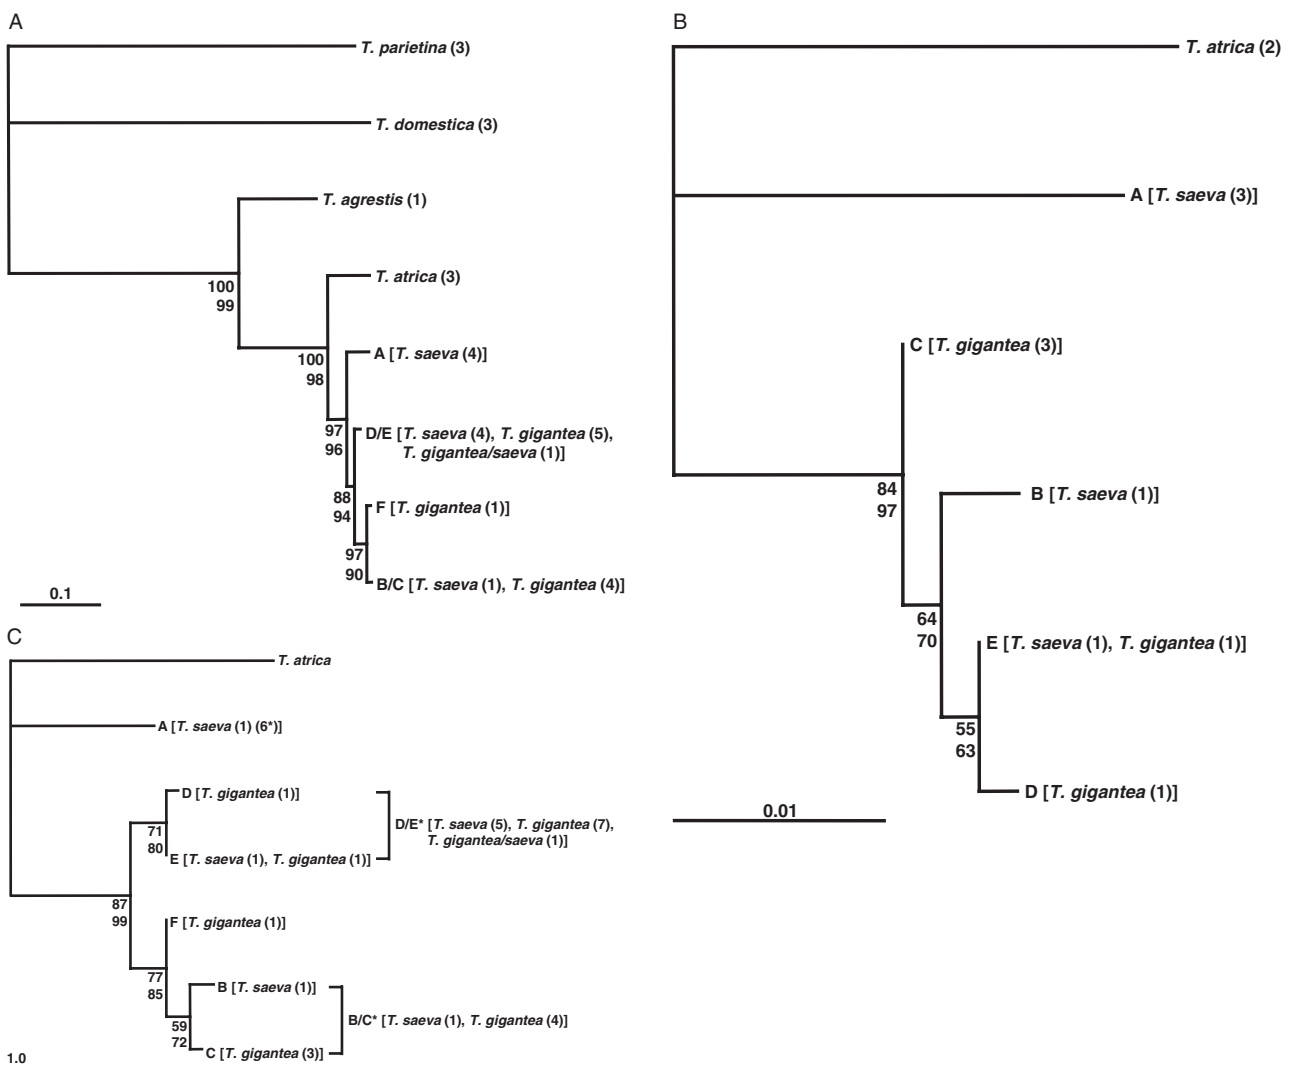 A
T. parietina (3)
T. domestica (3)
T. agrestis (1)
100
99
T. atrica (3)
100
98
A [T. saeva (4)]
97
96
D/E [T. saeva (4), T. gigantea (5),
T. gigantea/saeva (1)]
88
94
F [T. gigantea (1)]
97
90
B/C [T. saeva (1), T. gigantea (4)]
0.1
B
T. atrica (2)
A [T. saeva (3)]
C [T. gigantea (3)]
84
97
B [T. saeva (1)]
64
70
E [T. saeva (1), T. gigantea (1)]
55
63
D [T. gigantea (1)]
0.01
C
T. atrica
A [T. saeva (1) (6*)]
D [T. gigantea (1)]
71
80
D/E* [T. saeva (5), T. gigantea (7),
T. gigantea/saeva (1)]
E [T. saeva (1), T. gigantea (1)]
87
99
F [T. gigantea (1)]
77
85
B [T. saeva (1)]
59
72
B/C* [T. saeva (1), T. gigantea (4)]
C [T. gigantea (3)]
1.0